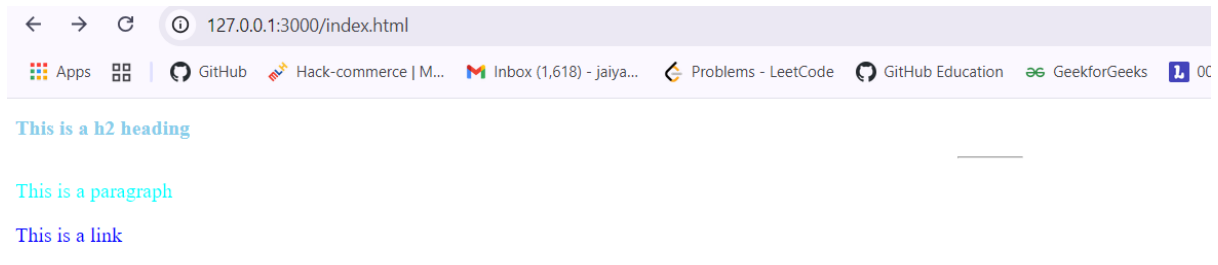 127.0.0.1:3000/index.html
Apps GitHub Hack-commerce | M... Inbox (1,618) - jaiya... Problems - LeetCode GitHub Education GeekforGeeks L 00
This is a h2 heading
This is a paragraph
This is a link